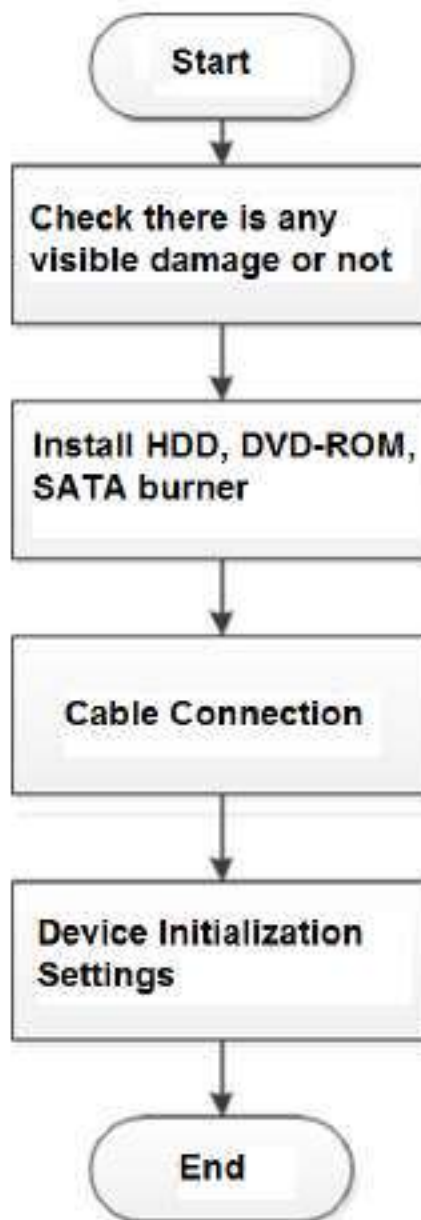 Start
Check there is any
visible damage or not
Install HDD, DVD-ROM,
SATA burner
Cable Connection
Device Initialization
Settings
End